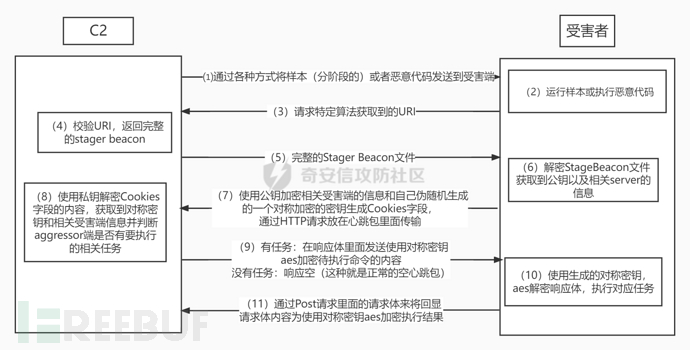 C2
受害者
(1)通过各种方式将样本（分阶段的）或者恶意代码发送到受害端
（2）运行样本或执行恶意代码
（3）请求特定算法获取到的URI
（4）校验URI，返回完整
的stager beacon
（5）完整的Stager Beacon文件
（6）解密StageBeacon文件
获取到公钥以及相关server的
信息
奇安信攻防社区
（7）使用公钥加密相关受害端的信息和自己伪随机生成
的一个对称加密的密钥生成Cookies字段，
通过HTTP请求放在心跳包里面传输
（8）使用私钥解密Cookies
字段的内容，获取到对称密
钥和相关受害端信息并判断
aggressor端是否有要执行
的相关任务
（9）有任务：在响应体里面发送使用对称密钥
aes加密待执行命令的内容
没有任务：响应空（这种就是正常的空心跳包）
（10）使用生成的对称密钥，
aes解密响应体，执行对应任务
（11）通过Post请求里面的请求体来将回显
请求体内容为使用对称密钥aes加密执行结果
FREEBUF